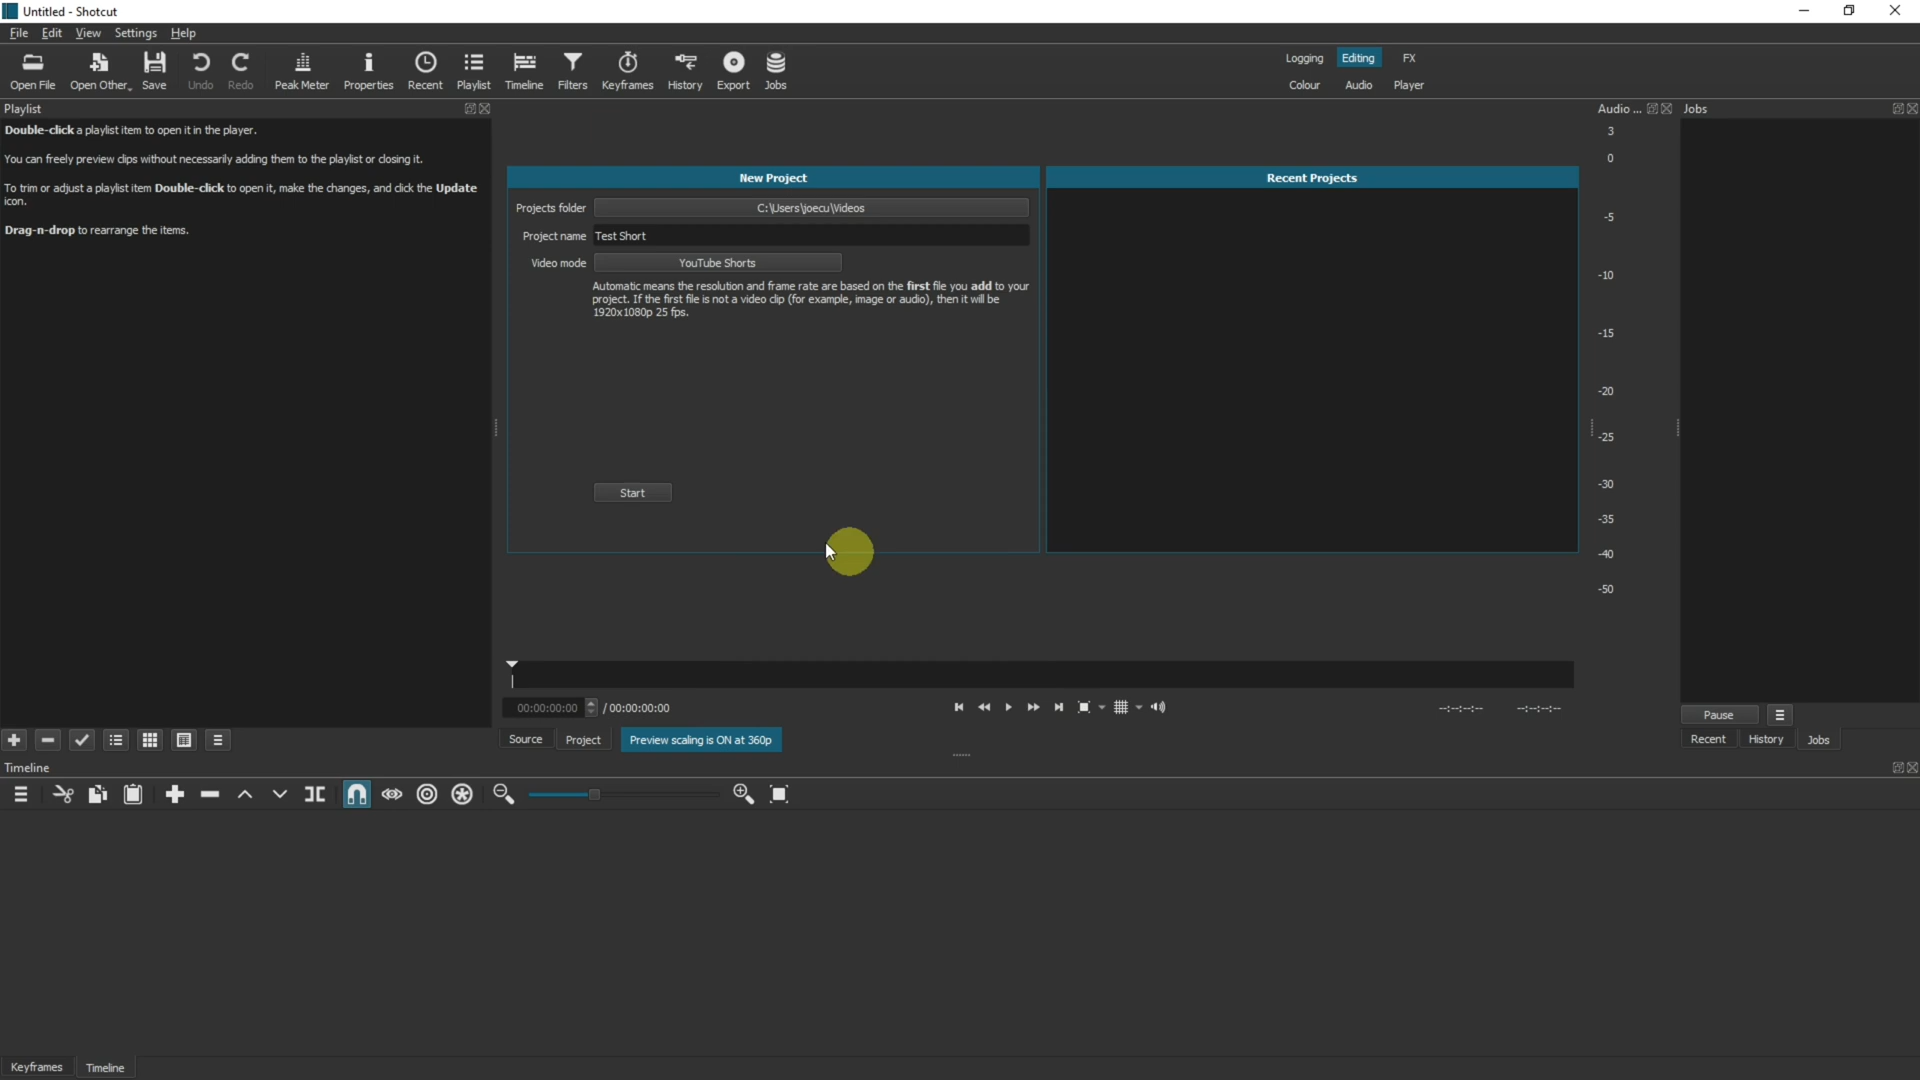 Untitled - Shotcut
File Edit View Settings Help
Open File Open Other Save Undo Redo Peak Meter Properties Recent Playlist Timeline Filters Keyframes History Export Jobs
Logging Editing FX
Colour Audio Player
Playlist
Double-click a playlist item to open it in the player.
You can freely preview clips without necessarily adding them to the playlist or closing it.
To trim or adjust a playlist item Double-click to open it, make the changes, and click the Update
icon.
Drag-n-drop to rearrange the items.
New Project
Projects folder C:\Users\joecu\Videos
Project name Test Short
Video mode YouTube Shorts
Automatic means the resolution and frame rate are based on the first file you add to your
project. If the first file is not a video clip (for example, image or audio), then it will be
1920x1080p 25 fps.
Start
Recent Projects
Audio ...
3
0
-5
-10
-15
-20
-25
-30
-35
-40
-50
Jobs
00:00:00:00 / 00:00:00:00
--:--:--:-- --:--:--:--
Source Project Preview scaling is ON at 360p
Pause
Recent History Jobs
Timeline
Keyframes Timeline